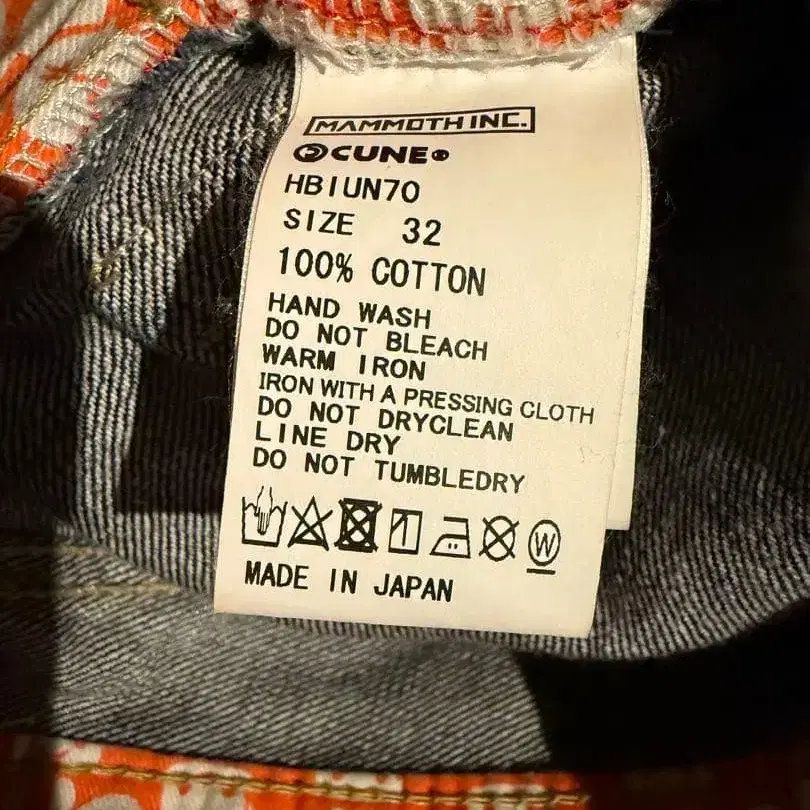 MAMMOTH INC.
CUNE®
HBIUN70
SIZE 32
100% COTTON
HAND WASH
DO NOT BLEACH
WARM IRON
IRON WITH A PRESSING CLOTH
DO NOT DRYCLEAN
LINE DRY
DO NOT TUMBLEDRY
W
MADE IN JAPAN